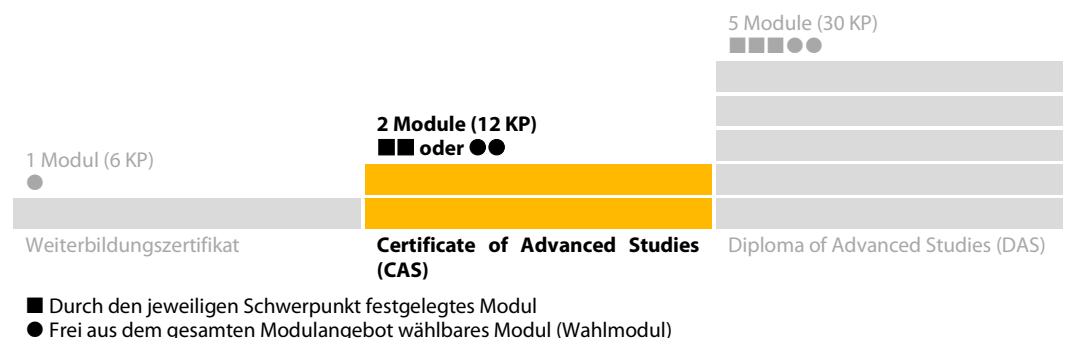 5 Module (30 KP)
■■■●●
2 Module (12 KP)
■■ oder ●●
1 Modul (6 KP)
●
Weiterbildungszertifikat
Certificate of Advanced Studies
(CAS)
Diploma of Advanced Studies (DAS)
■ Durch den jeweiligen Schwerpunkt festgelegtes Modul
● Frei aus dem gesamten Modulangebot wählbares Modul (Wahlmodul)